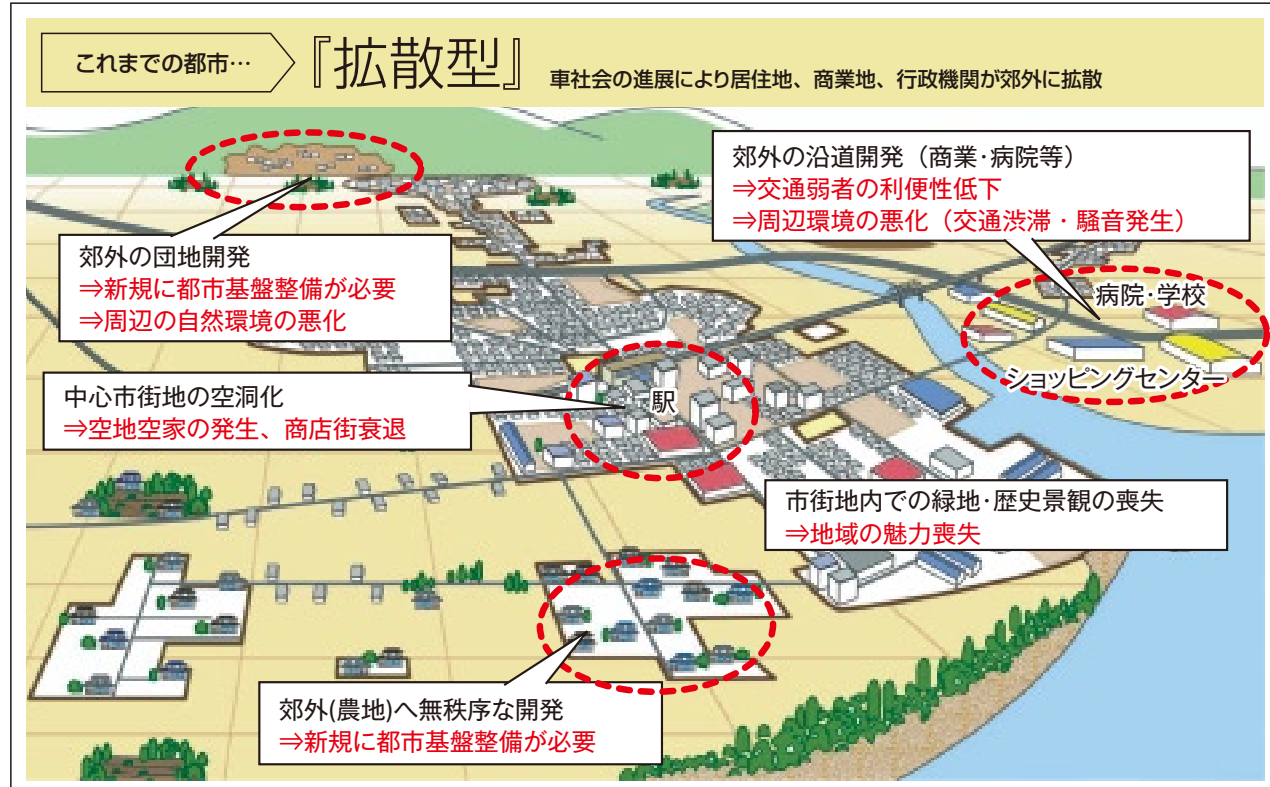 これまでの都市…
『拡散型』
車社会の進展により居住地、商業地、行政機関が郊外に拡散
郊外の沿道開発（商業･病院等）
⇒交通弱者の利便性低下
⇒周辺環境の悪化（交通渋滞・騒音発生）
郊外の団地開発
⇒新規に都市基盤整備が必要
⇒周辺の自然環境の悪化
病院･学校
ショッピングセンター
中心市街地の空洞化
⇒空地空家の発生、商店街衰退
駅
市街地内での緑地･歴史景観の喪失
⇒地域の魅力喪失
郊外(農地)へ無秩序な開発
⇒新規に都市基盤整備が必要